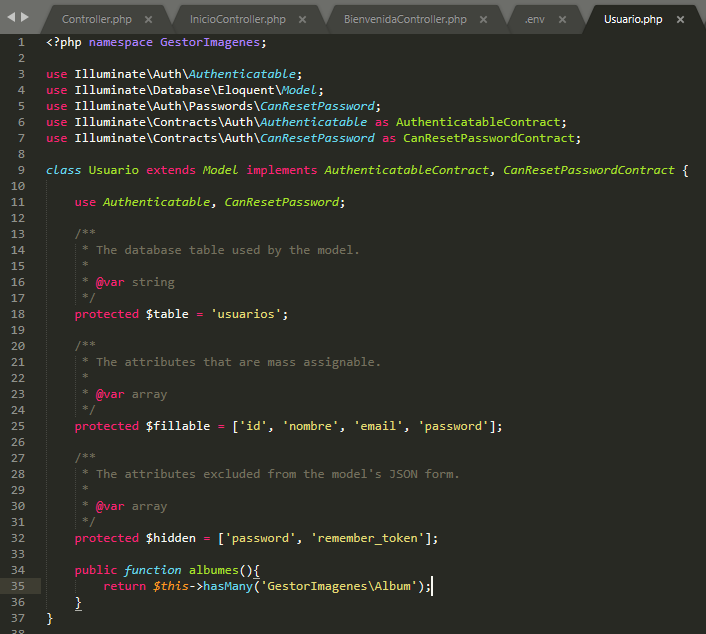 Controller.php × InicioController.php × BienvenidaController.php × .env × Usuario.php ×
1 <?php namespace GestorImagenes;
2
3 use Illuminate\Auth\Authenticatable;
4 use Illuminate\Database\Eloquent\Model;
5 use Illuminate\Auth\Passwords\CanResetPassword;
6 use Illuminate\Contracts\Auth\Authenticatable as AuthenticatableContract;
7 use Illuminate\Contracts\Auth\CanResetPassword as CanResetPasswordContract;
8
9 class Usuario extends Model implements AuthenticatableContract, CanResetPasswordContract {
10
11     use Authenticatable, CanResetPassword;
12
13     /**
14      * The database table used by the model.
15      *
16      * @var string
17      */
18     protected $table = 'usuarios';
19
20     /**
21      * The attributes that are mass assignable.
22      *
23      * @var array
24      */
25     protected $fillable = ['id', 'nombre', 'email', 'password'];
26
27     /**
28      * The attributes excluded from the model's JSON form.
29      *
30      * @var array
31      */
32     protected $hidden = ['password', 'remember_token'];
33
34     public function albumes(){
35         return $this->hasMany('GestorImagenes\Album');
36     }
37 }
38